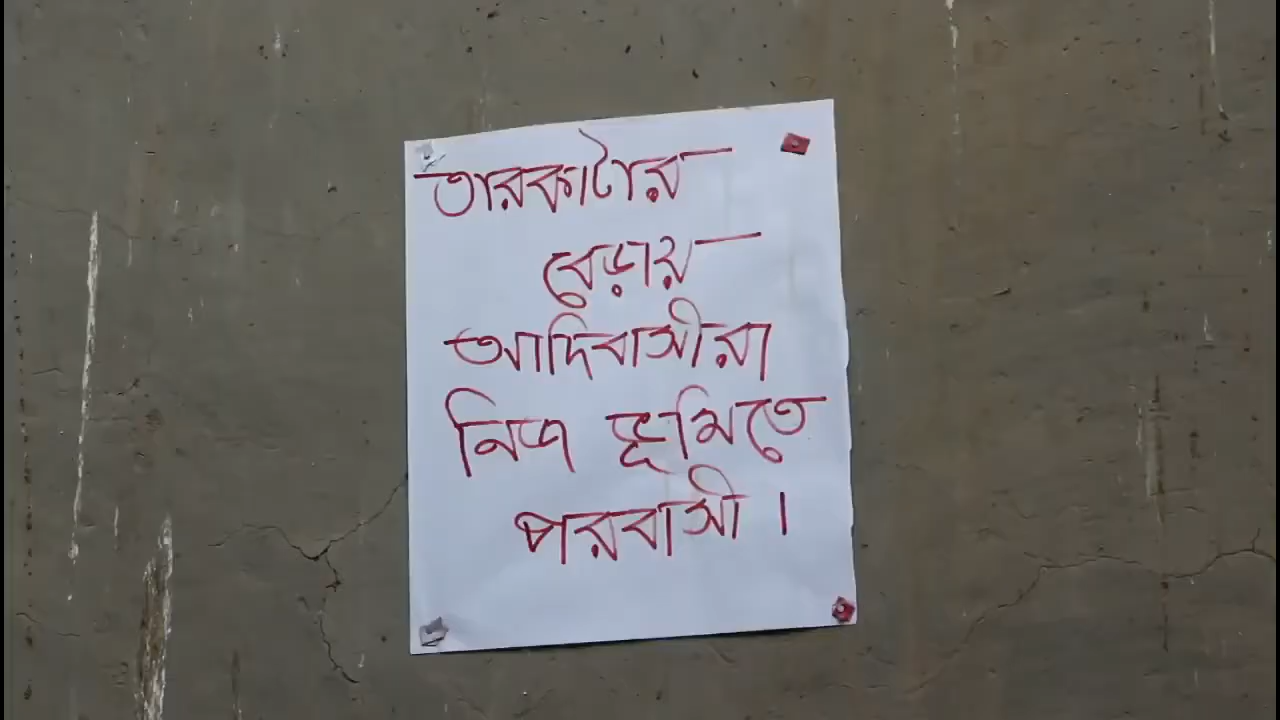 তারকাটার
বেড়ায়
আদিবাসীরা
নিজ ভূমিতে
পরবাসী।